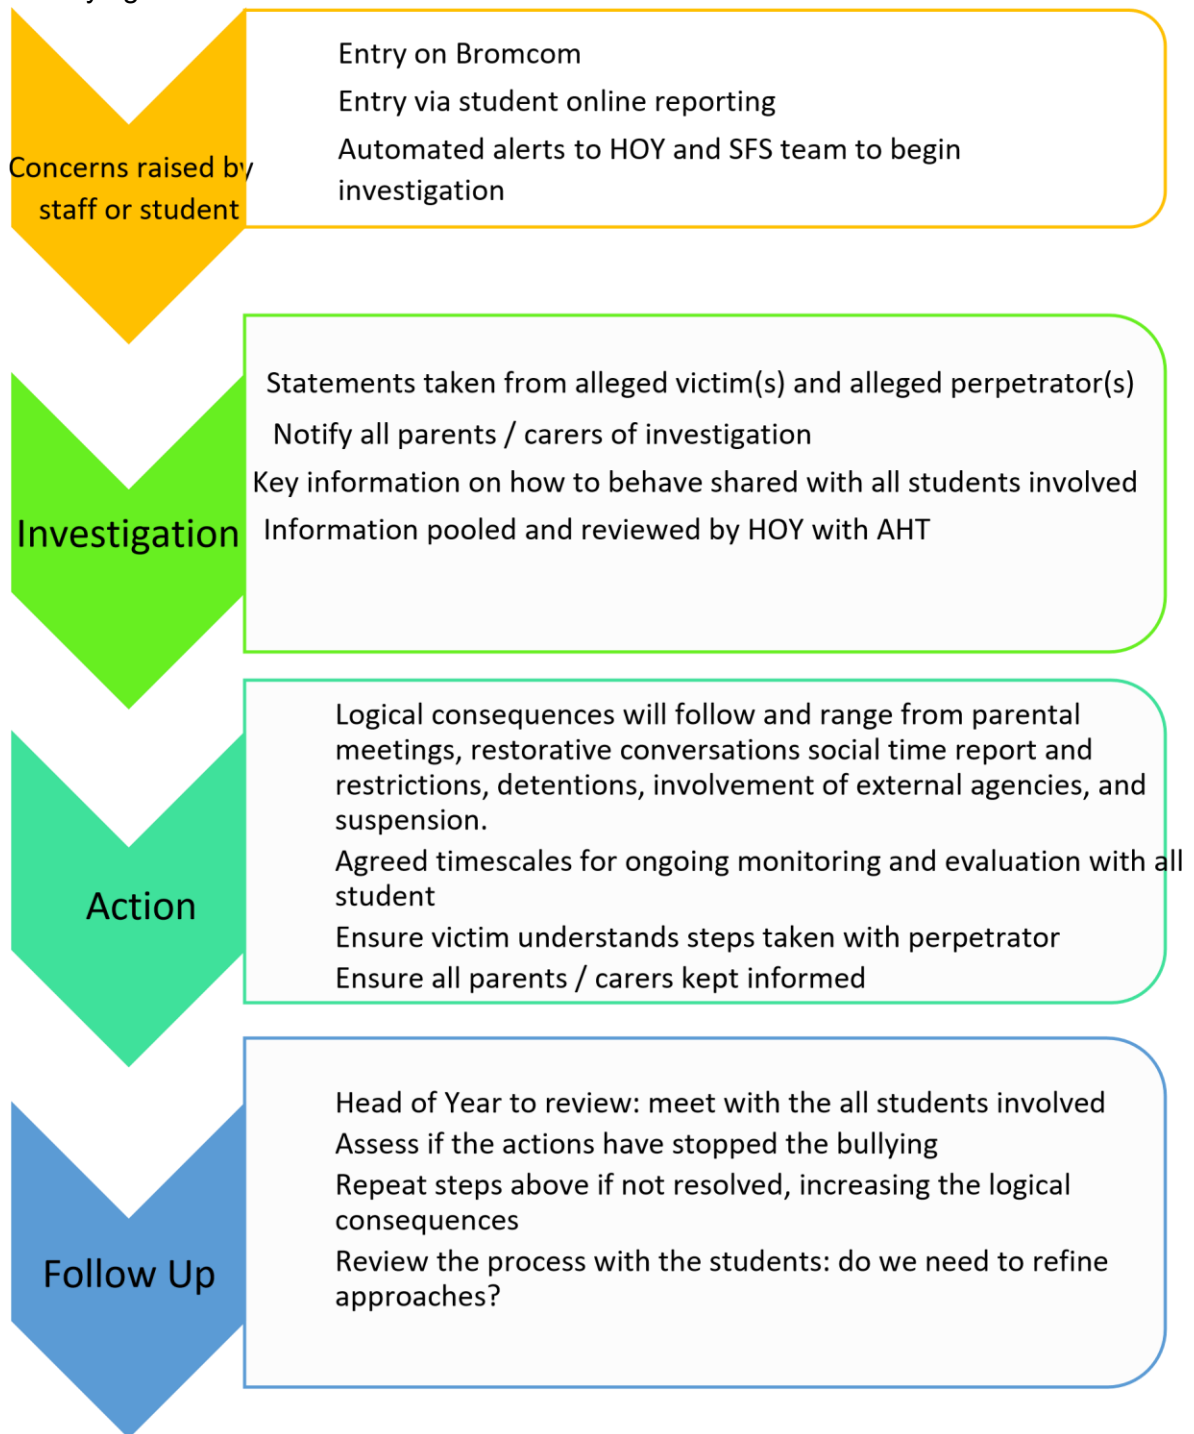 Concerns raised by
staff or student
Entry on Bromcom
Entry via student online reporting
Automated alerts to HOY and SFS team to begin
investigation
Investigation
Statements taken from alleged victim(s) and alleged perpetrator(s)
Notify all parents / carers of investigation
Key information on how to behave shared with all students involved
Information pooled and reviewed by HOY with AHT
Action
Logical consequences will follow and range from parental
meetings, restorative conversations social time report and
restrictions, detentions, involvement of external agencies, and
suspension.
Agreed timescales for ongoing monitoring and evaluation with all
student
Ensure victim understands steps taken with perpetrator
Ensure all parents / carers kept informed
Follow Up
Head of Year to review: meet with the all students involved
Assess if the actions have stopped the bullying
Repeat steps above if not resolved, increasing the logical
consequences
Review the process with the students: do we need to refine
approaches?